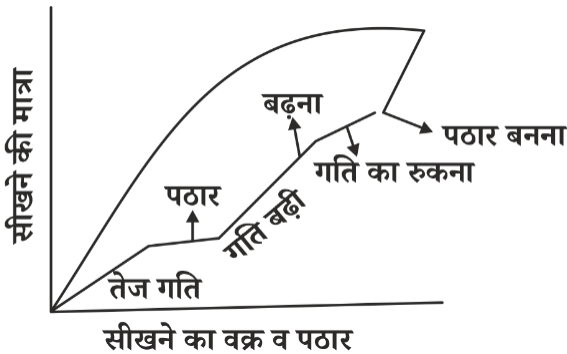 सीखने की मात्रा
बढ़ना
पठार बनना
गति का रुकना
पठार
गति बढ़ी
तेज गति
सीखने का वक्र व पठार